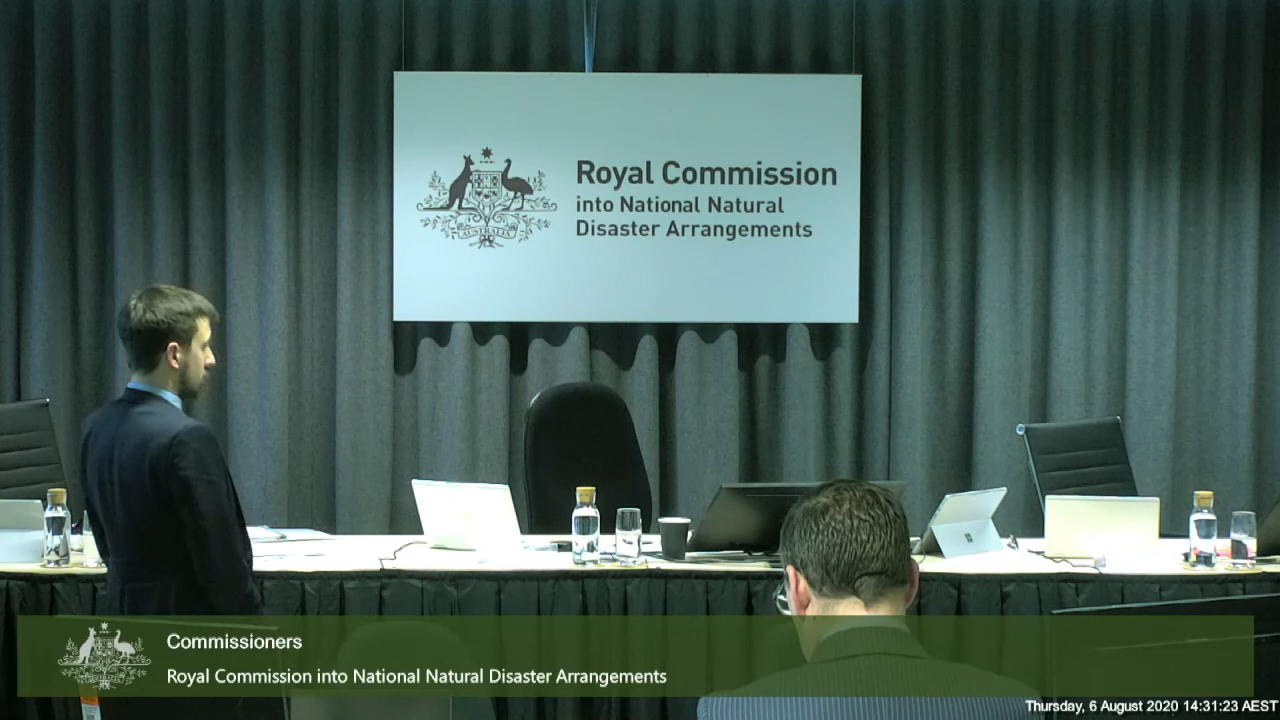 Royal Commission
into National Natural
Disaster Arrangements
AUSTRALIA
Commissioners
Royal Commission into National Natural Disaster Arrangements
Thursday, 6 August 2020 14:31:23 AEST